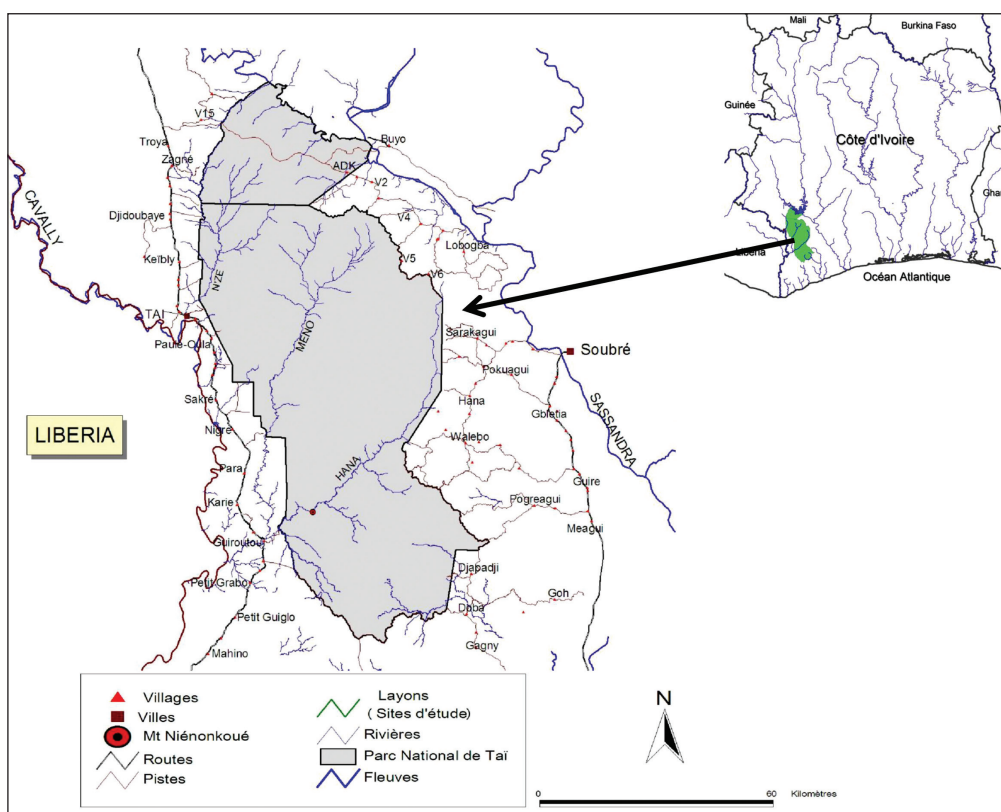 Mali
Burkina Faso
Guinée
Côte d'Ivoire
Ghan
Liberia
Océan Atlantique
V15
Troya
Buyo
Zagné
ADK
V2
Djidoubaye
V4
CAVALLY
Lobogba
Keïbly
V5
V6
N'ZE
TAI
MENO
Sarakagui
Paulé-Oula
Soubré
Pokuagui
Sakré
Hana
Gbletia
SASSANDRA
LIBERIA
Nigré
Walebo
Para
HANA
Guire
Karie
Pogreagui
Meagui
Guiroutou
Djapadji
Petit Grabo
Goh
Doba
Petit Guiglo
Gagny
Mahino
Villages
Villes
Mt Niénonkoué
Routes
Pistes
Layons
( Sites d'étude)
Rivières
Parc National de Taï
Fleuves
N
0
60
Kilomètres